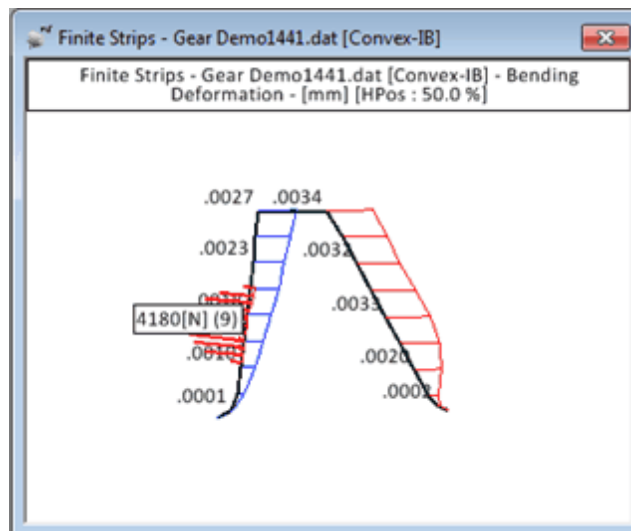 Finite Strips - Gear Demo1441.dat [Convex-IB]
Finite Strips - Gear Demo1441.dat [Convex-IB] - Bending
Deformation - [mm] [HPos : 50.0 %]
.0027 .0034
.0023 .0032
.0033
4180[N] (9)
.0010 .0020
.0001 .0002